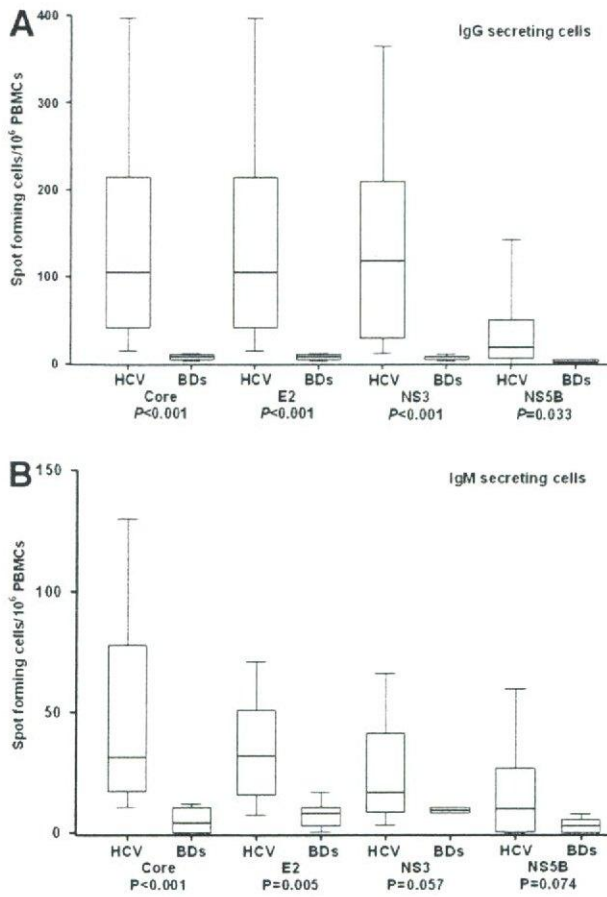 A
IgG secreting cells
Spot forming cells/10⁶ PBMCs
400
300
200
100
0
HCV BDs HCV BDs HCV BDs HCV BDs
Core E2 NS3 NS5B
P<0.001 P<0.001 P<0.001 P=0.033
B
IgM secreting cells
Spot forming cells/10⁶ PBMCs
150
100
50
0
HCV BDs HCV BDs HCV BDs HCV BDs
Core E2 NS3 NS5B
P<0.001 P=0.005 P=0.057 P=0.074